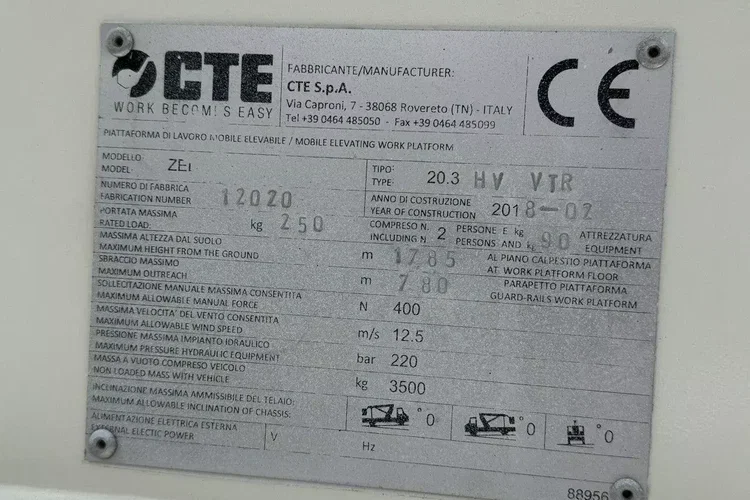 CTE
WORK BECOMES EASY
FABBRICANTE/MANUFACTURER:
CTE S.p.A.
Via Caproni, 7 - 38068 Rovereto (TN) - ITALY
Tel +39 0464 485050 - Fax +39 0464 485099
CE
PIATTAFORMA DI LAVORO MOBILE ELEVABILE / MOBILE ELEVATING WORK PLATFORM
MODELLO:
MODEL:
TIPO:
TYPE: 20.3 HV VTR
NUMERO DI FABBRICA
FABRICATION NUMBER 12020
ANNO DI COSTRUZIONE
YEAR OF CONSTRUCTION 2018-02
PORTATA MASSIMA
RATED LOAD: kg 250
COMPRESO N. 2 PERSONE E kg 90 ATTREZZATURA
INCLUDING N. PERSONS AND kg EQUIPMENT
MASSIMA ALTEZZA DAL SUOLO
MAXIMUM HEIGHT FROM THE GROUND m 17.85
AL PIANO CALPESTIO PIATTAFORMA
AT WORK PLATFORM FLOOR
SBRACCIO MASSIMO
MAXIMUM OUTREACH m 7.80
PARAPETTO PIATTAFORMA
GUARD-RAILS WORK PLATFORM
SOLLECITAZIONE MANUALE MASSIMA CONSENTITA
MAXIMUM ALLOWABLE MANUAL FORCE N 400
MASSIMA VELOCITA' DEL VENTO CONSENTITA
MAXIMUM ALLOWABLE WIND SPEED m/s 12.5
PRESSIONE MASSIMA IMPIANTO IDRAULICO
MAXIMUM PRESSURE HYDRAULIC EQUIPMENT bar 220
MASSA A VUOTO COMPRESO VEICOLO
NON LOADED MASS WITH VEHICLE kg 3500
INCLINAZIONE MASSIMA AMMISSIBILE DEL TELAIO:
MAXIMUM ALLOWABLE INCLINATION OF CHASSIS: °0 °0 °0
ALIMENTAZIONE ELETTRICA ESTERNA
EXTERNAL ELECTIC POWER V Hz
88956